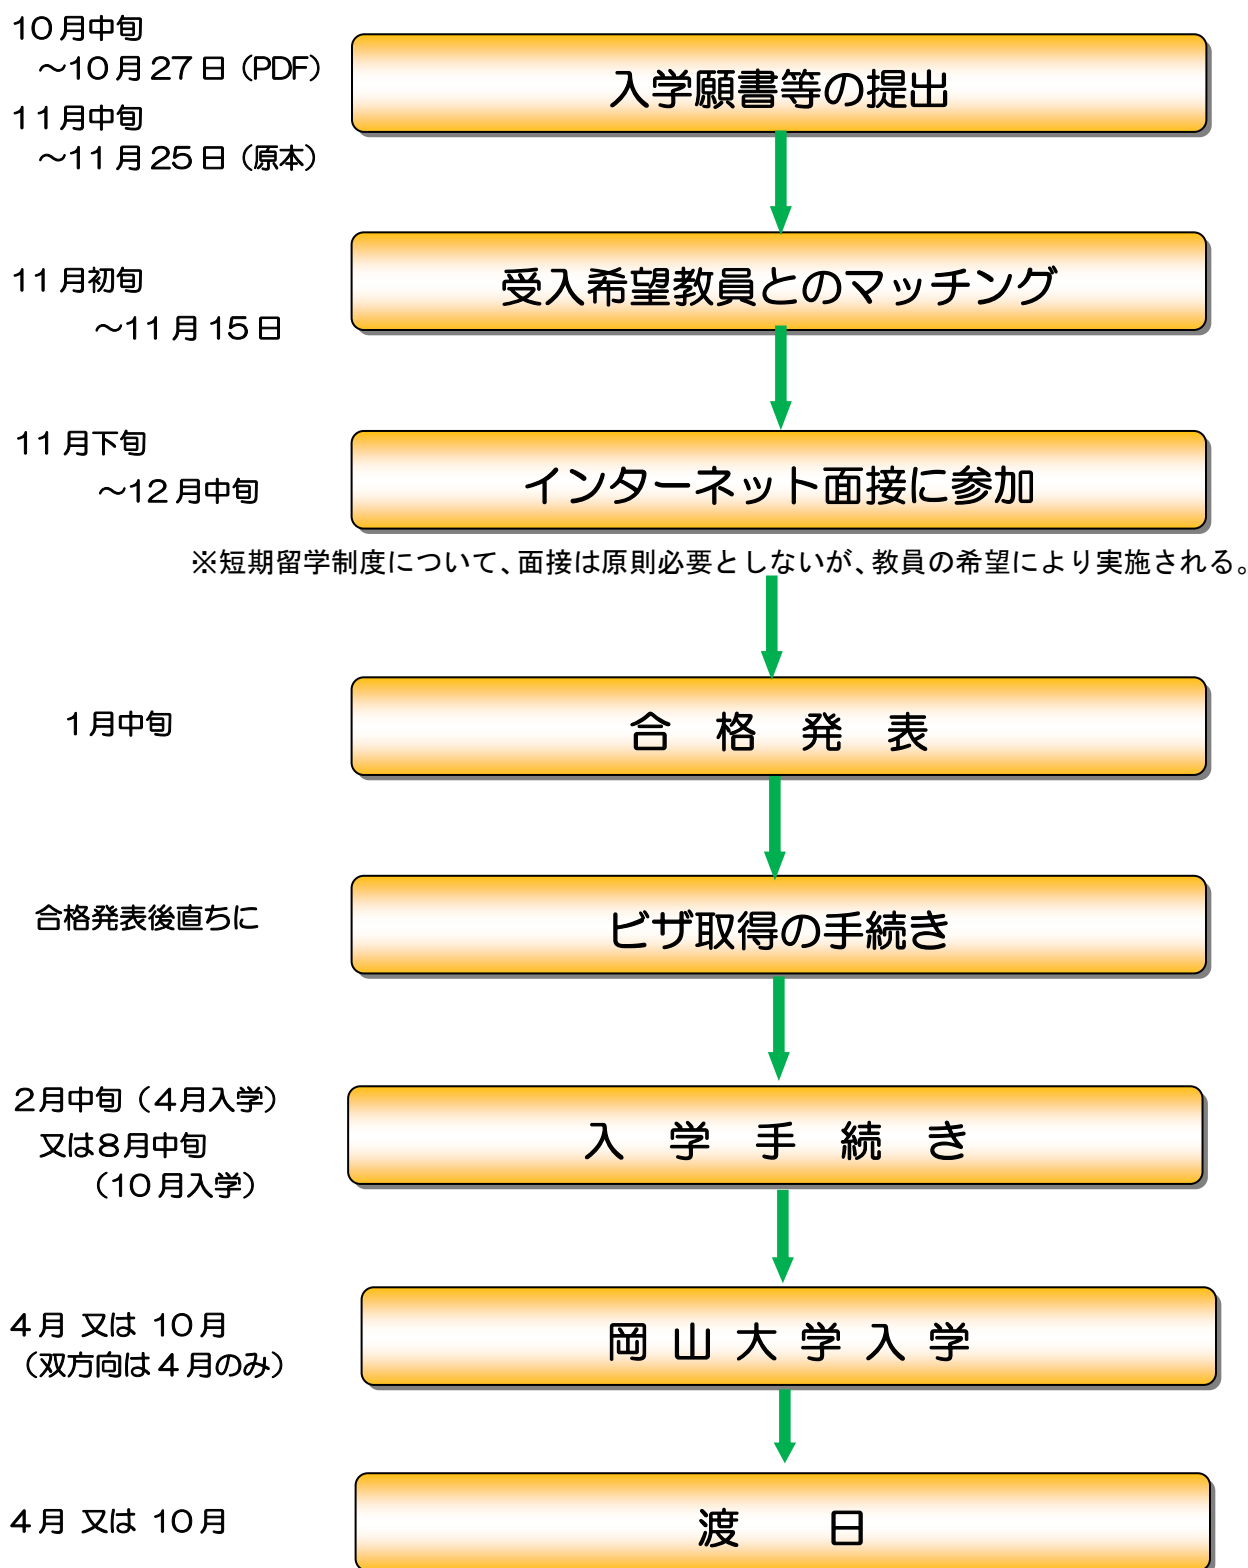 10月中旬
～10月27日（PDF）
11月中旬
～11月25日（原本）
入学願書等の提出
11月初旬
～11月15日
受入希望教員とのマッチング
11月下旬
～12月中旬
インターネット面接に参加
※短期留学制度について、面接は原則必要としないが、教員の希望により実施される。
1月中旬
合　格　発　表
合格発表後直ちに
ビザ取得の手続き
2月中旬（4月入学）
又は8月中旬
（10月入学）
入　学　手　続　き
4月 又は 10月
（双方向は4月のみ）
岡 山 大 学 入 学
4月 又は 10月
渡　　日